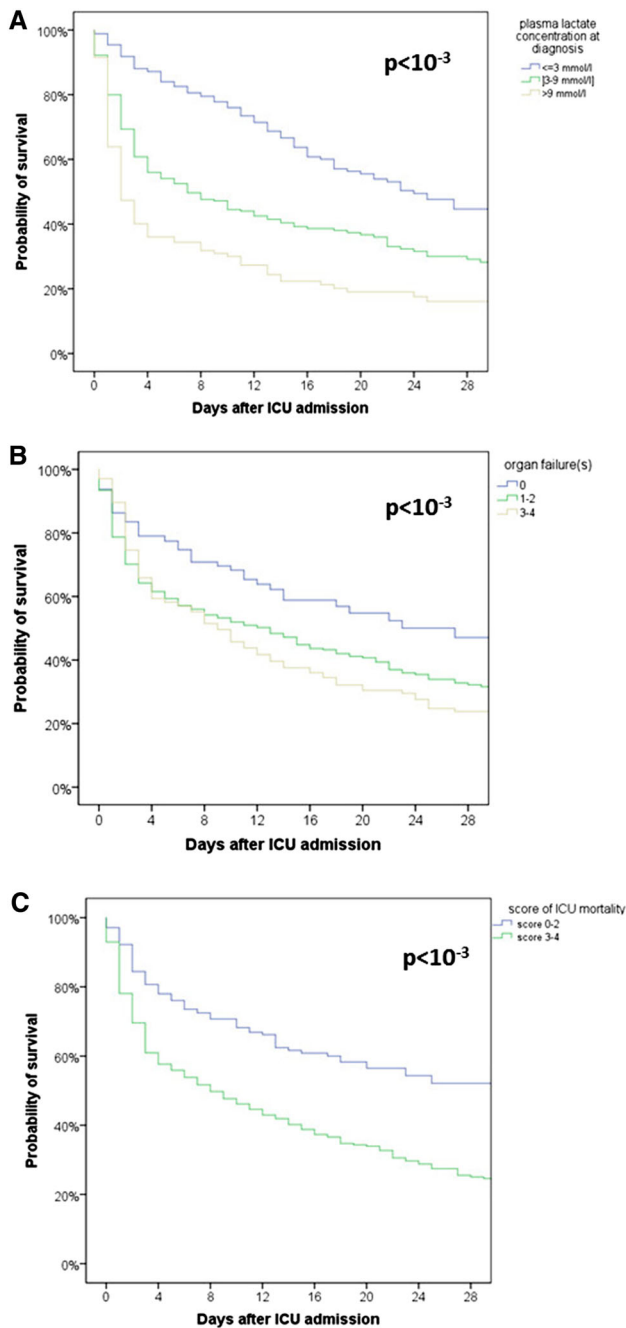 A
plasma lactate
concentration at
diagnosis
<=3 mmol/l
]3-9 mmol/l]
>9 mmol/l
p<10-3
100%
80%
60%
40%
20%
0%
Probability of survival
0 4 8 12 16 20 24 28
Days after ICU admission
B
organ failure(s)
0
1-2
3-4
p<10-3
100%
80%
60%
40%
20%
0%
Probability of survival
0 4 8 12 16 20 24 28
Days after ICU admission
C
score of ICU mortality
score 0-2
score 3-4
p<10-3
100%
80%
60%
40%
20%
0%
Probability of survival
0 4 8 12 16 20 24 28
Days after ICU admission